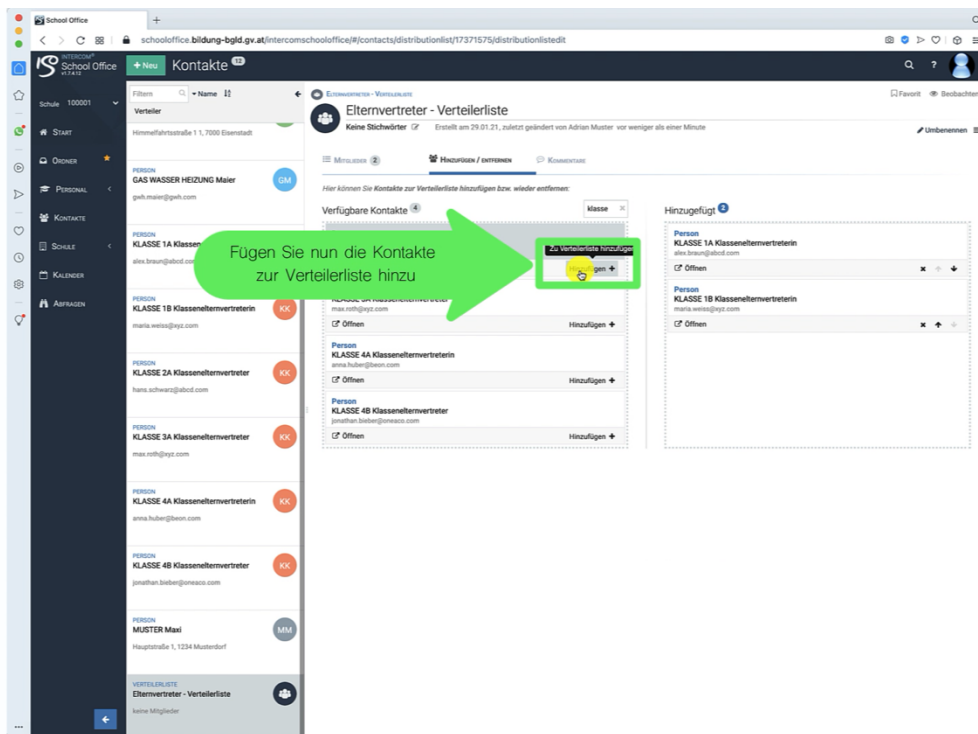 School Office
schooloffice.bildung-bgld.gv.at/intercomschooloffice/#/contacts/distributionlist/17371575/distributionlistedit
INTERCOM®
School Office
v1.7.4.12
+ Neu
Kontakte 12
?
Schule 100001
START
ORDNER
PERSONAL
KONTAKTE
SCHULE
KALENDER
ABFRAGEN
Filtern
Name
Verteiler
Himmelfahrtsstraße 1 1, 7000 Eisenstadt
PERSON
GAS WASSER HEIZUNG Maier
GM
gwh.maier@gwh.com
PERSON
KLASSE 1A Klassen
alex.braun@abcd.com
PERSON
KLASSE 1B Klassenelternvertreterin
KK
maria.weiss@xyz.com
PERSON
KLASSE 2A Klassenelternvertreter
KK
hans.schwarz@abcd.com
PERSON
KLASSE 3A Klassenelternvertreter
KK
max.roth@xyz.com
PERSON
KLASSE 4A Klassenelternvertreterin
KK
anna.huber@beon.com
PERSON
KLASSE 4B Klassenelternvertreter
KK
jonathan.bieber@oneaco.com
PERSON
MUSTER Maxi
MM
Hauptstraße 1, 1234 Musterdorf
VERTEILERLISTE
Elternvertreter - Verteilerliste
keine Mitglieder
ELTERNVERTRETER - VERTEILERLISTE
Favorit
Beobachten
Elternvertreter - Verteilerliste
Keine Stichwörter
Erstellt am 29.01.21, zuletzt geändert von Adrian Muster vor weniger als einer Minute
Umbenennen
MITGLIEDER 2
HINZUFÜGEN / ENTFERNEN
KOMMENTARE
Hier können Sie Kontakte zur Verteilerliste hinzufügen bzw. wieder entfernen:
Verfügbare Kontakte 4
klasse ×
Fügen Sie nun die Kontakte
zur Verteilerliste hinzu
Zu Verteilerliste hinzufügen
Hinzufügen +
max.roth@xyz.com
Öffnen
Hinzufügen +
Person
KLASSE 4A Klassenelternvertreterin
anna.huber@beon.com
Öffnen
Hinzufügen +
Person
KLASSE 4B Klassenelternvertreter
jonathan.bieber@oneaco.com
Öffnen
Hinzufügen +
Hinzugefügt 2
Person
KLASSE 1A Klassenelternvertreterin
alex.braun@abcd.com
Öffnen
Person
KLASSE 1B Klassenelternvertreterin
maria.weiss@xyz.com
Öffnen